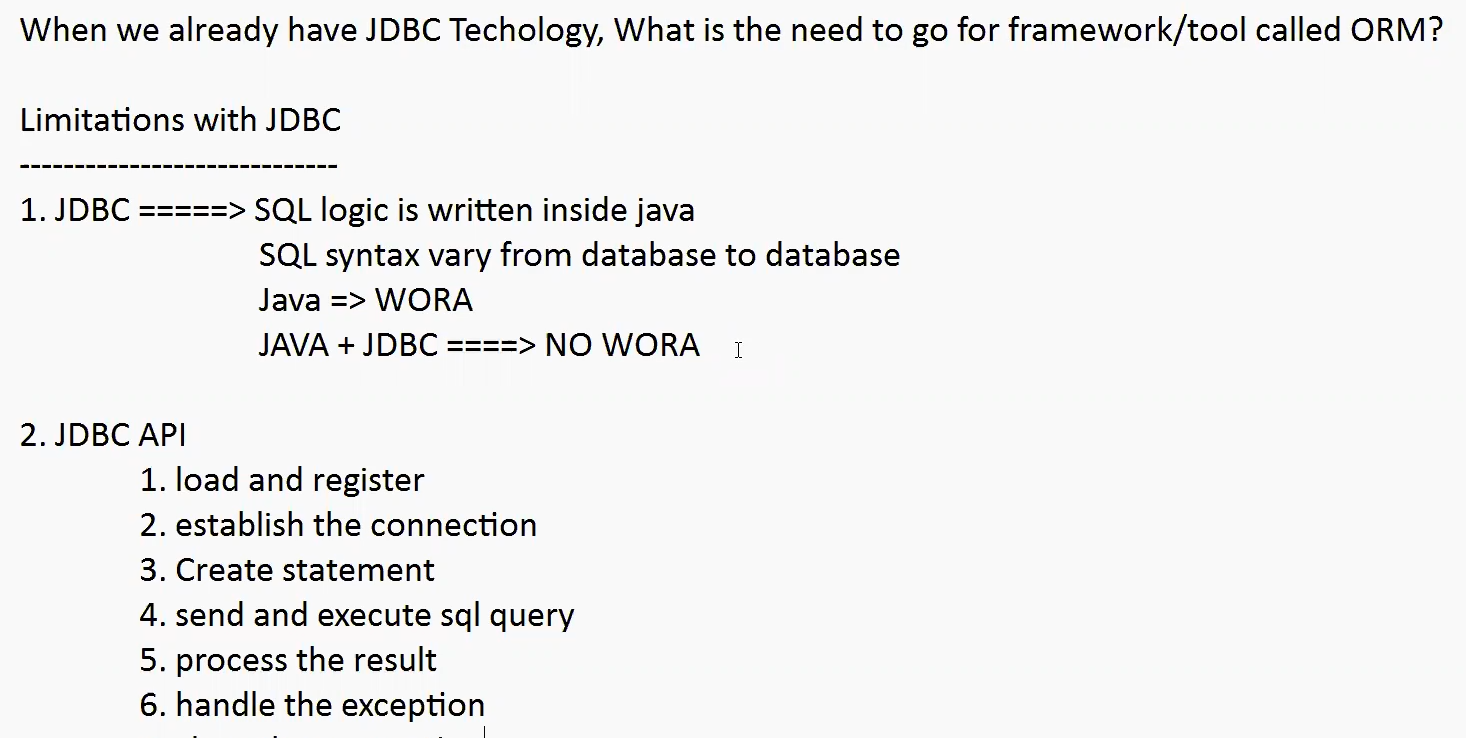 When we already have JDBC Techology, What is the need to go for framework/tool called ORM?
Limitations with JDBC
-----------------------------
1. JDBC =====> SQL logic is written inside java
SQL syntax vary from database to database
Java => WORA
JAVA + JDBC ====> NO WORA
2. JDBC API
1. load and register
2. establish the connection
3. Create statement
4. send and execute sql query
5. process the result
6. handle the exception